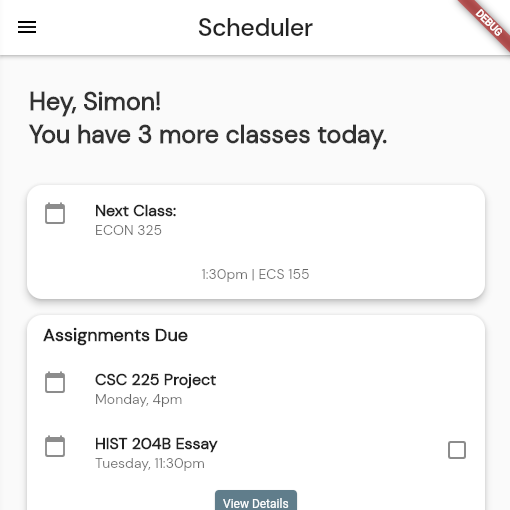 Scheduler
DEBUG
Hey, Simon!
You have 3 more classes today.
Next Class:
ECON 325
1:30pm | ECS 155
Assignments Due
CSC 225 Project
Monday, 4pm
HIST 204B Essay
Tuesday, 11:30pm
View Details